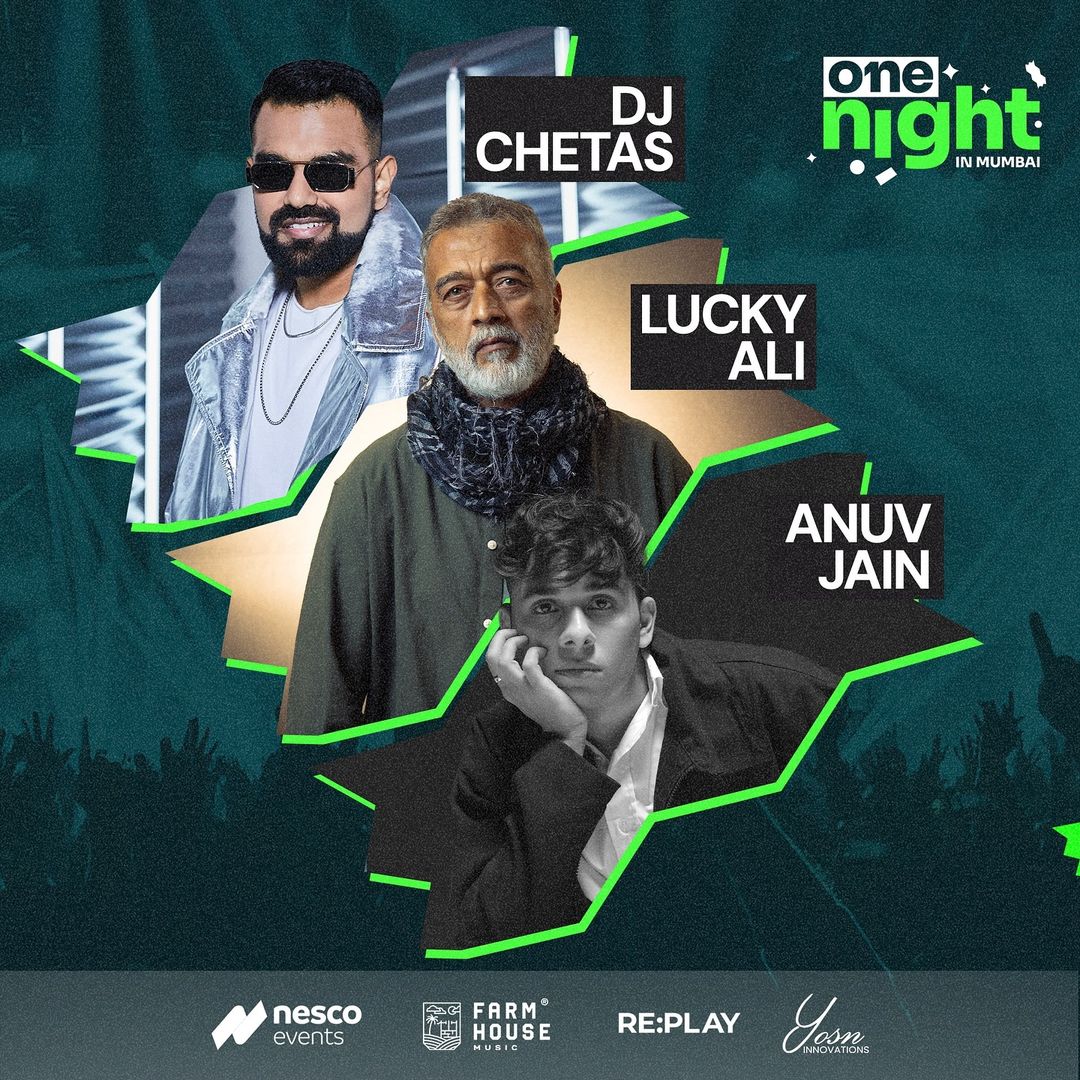 DJ
CHETAS
one
night
IN MUMBAI
LUCKY
ALI
ANUV
JAIN
nesco
events
FARM®
HOUSE
MUSIC
RE:PLAY
Yosn
INNOVATIONS